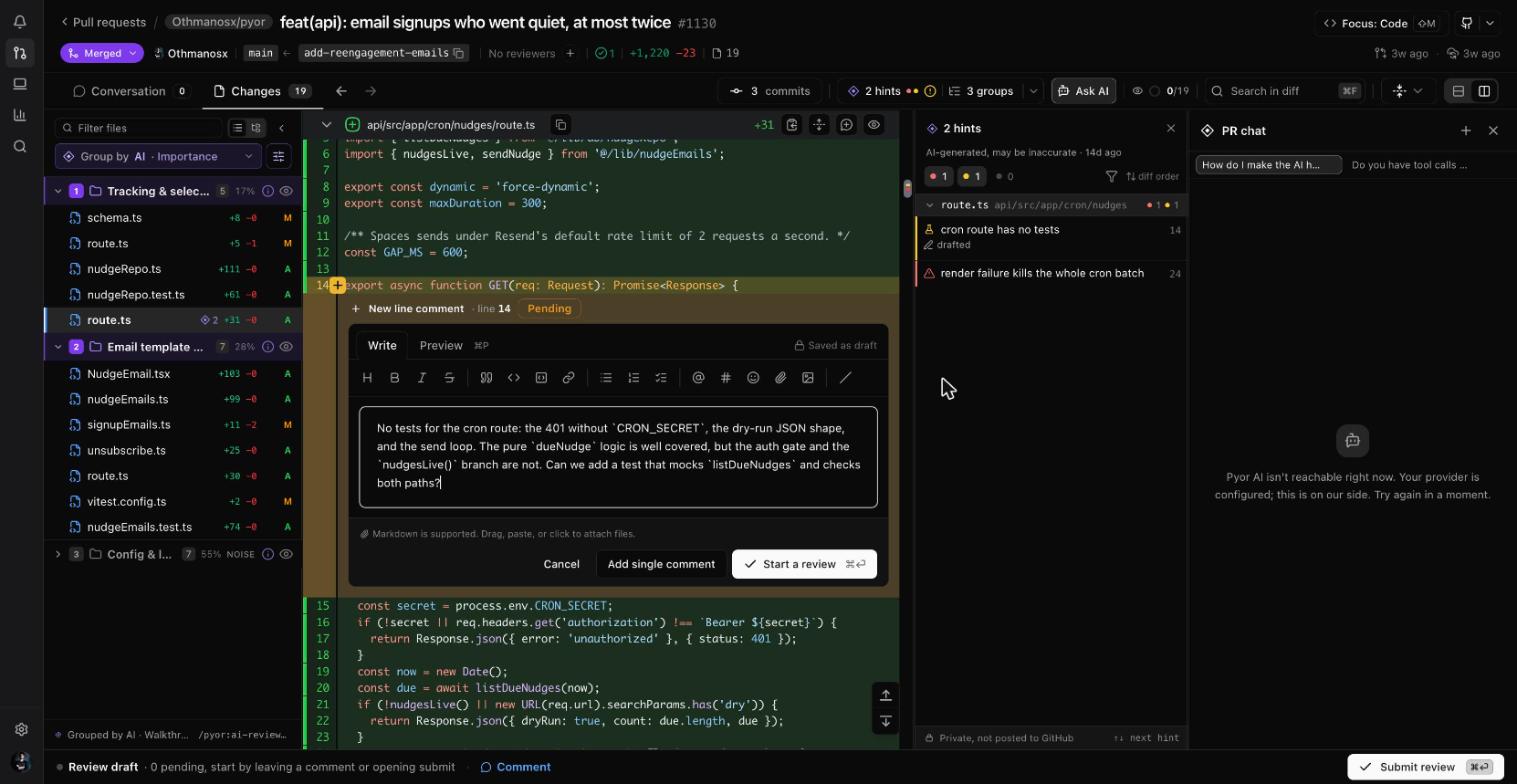 Pull requests / Othmanosx/pyor feat(api): email signups who went quiet, at most twice #1130
Focus: Code ⇧M
Merged Othmanosx main ← add-reengagement-emails No reviewers + 1 +1,220 −23 19
3w ago · 3w ago
Conversation 0 Changes 19 ← →
3 commits 2 hints 3 groups Ask AI 0/19 Search in diff ⌘F
Filter files
Group by AI · Importance
1 Tracking & selec... 5 17%
schema.ts +8 −0 M
route.ts +5 −1 M
nudgeRepo.ts +111 −0 A
nudgeRepo.test.ts +61 −0 A
route.ts 2 +31 −0 A
2 Email template ... 7 28%
NudgeEmail.tsx +103 −0 A
nudgeEmails.ts +99 −0 A
signupEmails.ts +11 −2 M
unsubscribe.ts +25 −0 A
route.ts +30 −0 A
vitest.config.ts +2 −0 M
nudgeEmails.test.ts +74 −0 A
3 Config & l... 7 55% NOISE
Grouped by AI · Walkthr... /pyor:ai-review…
api/src/app/cron/nudges/route.ts +31
6 import { nudgesLive, sendNudge } from '@/lib/nudgeEmails';
7
8 export const dynamic = 'force-dynamic';
9 export const maxDuration = 300;
10
11 /** Spaces sends under Resend's default rate limit of 2 requests a second. */
12 const GAP_MS = 600;
13
14 export async function GET(req: Request): Promise<Response> {
+ New line comment · line 14 Pending
Write Preview ⌘P Saved as draft
H B I S @ #
No tests for the cron route: the 401 without `CRON_SECRET`, the dry-run JSON shape,
and the send loop. The pure `dueNudge` logic is well covered, but the auth gate and the
`nudgesLive()` branch are not. Can we add a test that mocks `listDueNudges` and checks
both paths?
Markdown is supported. Drag, paste, or click to attach files.
Cancel Add single comment Start a review ⌘↵
15 const secret = process.env.CRON_SECRET;
16 if (!secret || req.headers.get('authorization') !== `Bearer ${secret}`) {
17 return Response.json({ error: 'unauthorized' }, { status: 401 });
18 }
19 const now = new Date();
20 const due = await listDueNudges(now);
21 if (!nudgesLive() || new URL(req.url).searchParams.has('dry')) {
22 return Response.json({ dryRun: true, count: due.length, due });
23 }
2 hints
AI-generated, may be inaccurate · 14d ago
1 1 0 diff order
route.ts api/src/app/cron/nudges 1 1
cron route has no tests 14
drafted
render failure kills the whole cron batch 24
Private, not posted to GitHub ↑↓ next hint
PR chat
How do I make the AI h... Do you have tool calls ...
Pyor AI isn't reachable right now. Your provider is
configured; this is on our side. Try again in a moment.
Review draft · 0 pending, start by leaving a comment or opening submit · Comment
Submit review ⌘↵